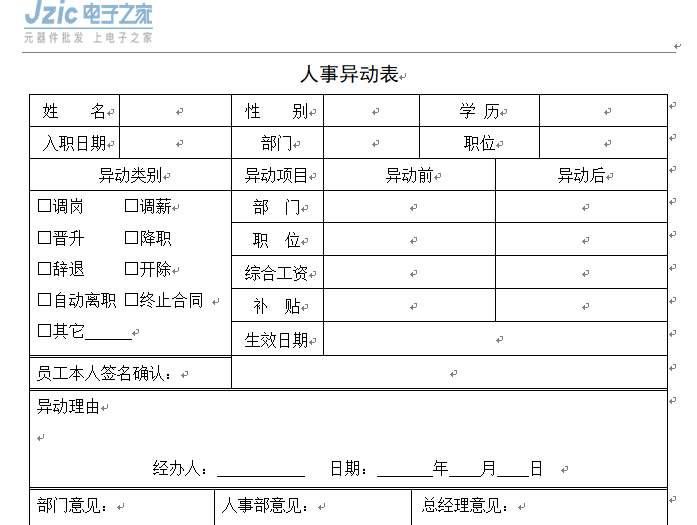 Jzic 电子之家
元器件批发 上电子之家
人事异动表
姓 名 性 别 学 历
入职日期 部门 职位
异动类别 异动项目 异动前 异动后
□调岗 □调薪 部 门
□晋升 □降职 职 位
□辞退 □开除 综合工资
□自动离职 □终止合同 补 贴
□其它______ 生效日期
员工本人签名确认：
异动理由
经办人：___________ 日期：_______年____月____日
部门意见： 人事部意见： 总经理意见：